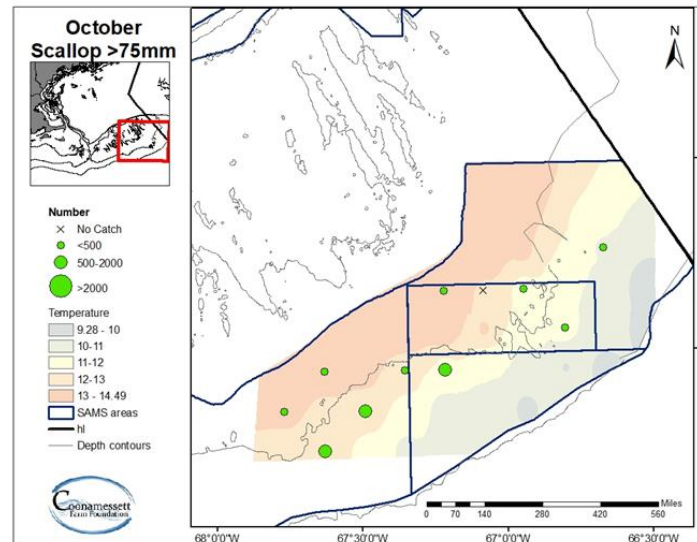 October
Scallop >75mm
Number
No Catch
<500
500-2000
>2000
Temperature
9.28 - 10
10-11
11-12
12-13
13 - 14.49
SAMS areas
hl
Depth contours
Coonamessett
Farm Foundation
N
Miles
0 70 140 280 420 560
68°0'0"W 67°30'0"W 67°0'0"W 66°30'0"W